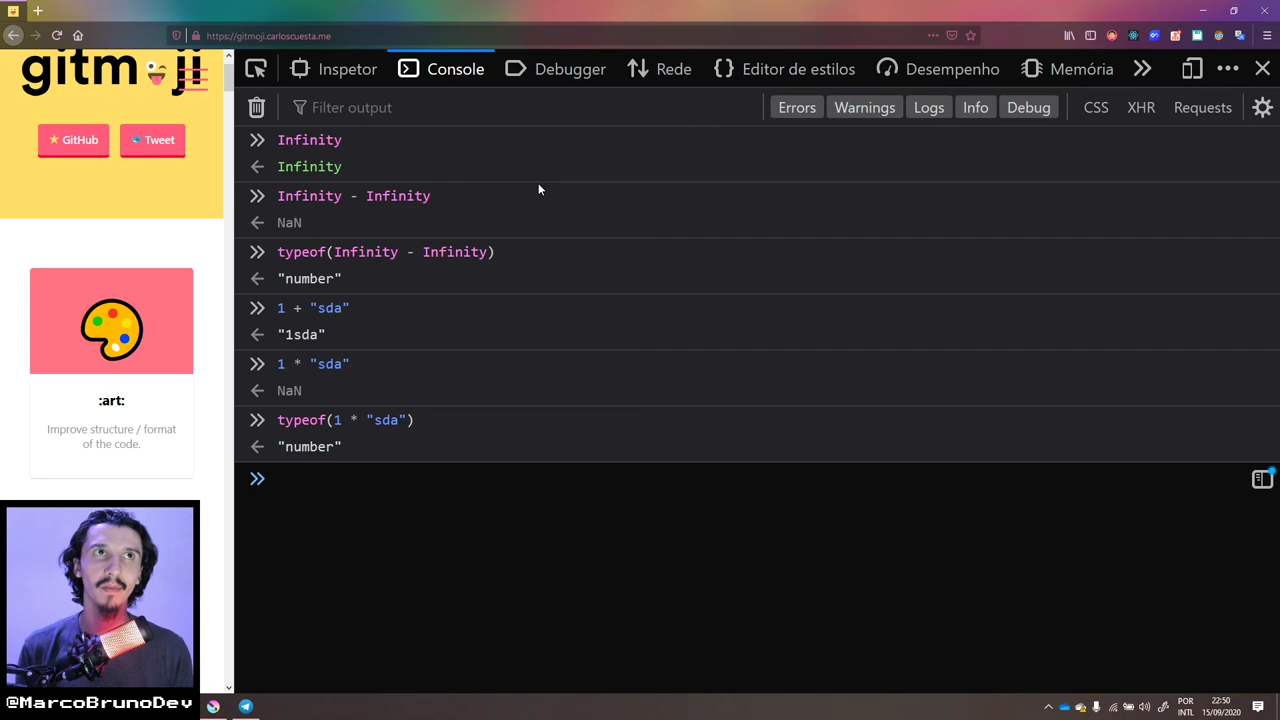 https://gitmoji.carloscuesta.me
gitm ji
GitHub
Tweet
:art:
Improve structure / format
of the code.
@MarcoBrunoDev
Inspetor
Console
Debugger
Rede
Editor de estilos
Desempenho
Filter output
Errors
Warnings
Logs
Info
Debug
CSS
XHR
Requests
Infinity
Infinity
Infinity - Infinity
NaN
typeof(Infinity - Infinity)
"number"
1 + "sda"
"1sda"
1 * "sda"
NaN
typeof(1 * "sda")
"number"
POR
INTL
22:50
15/09/2020